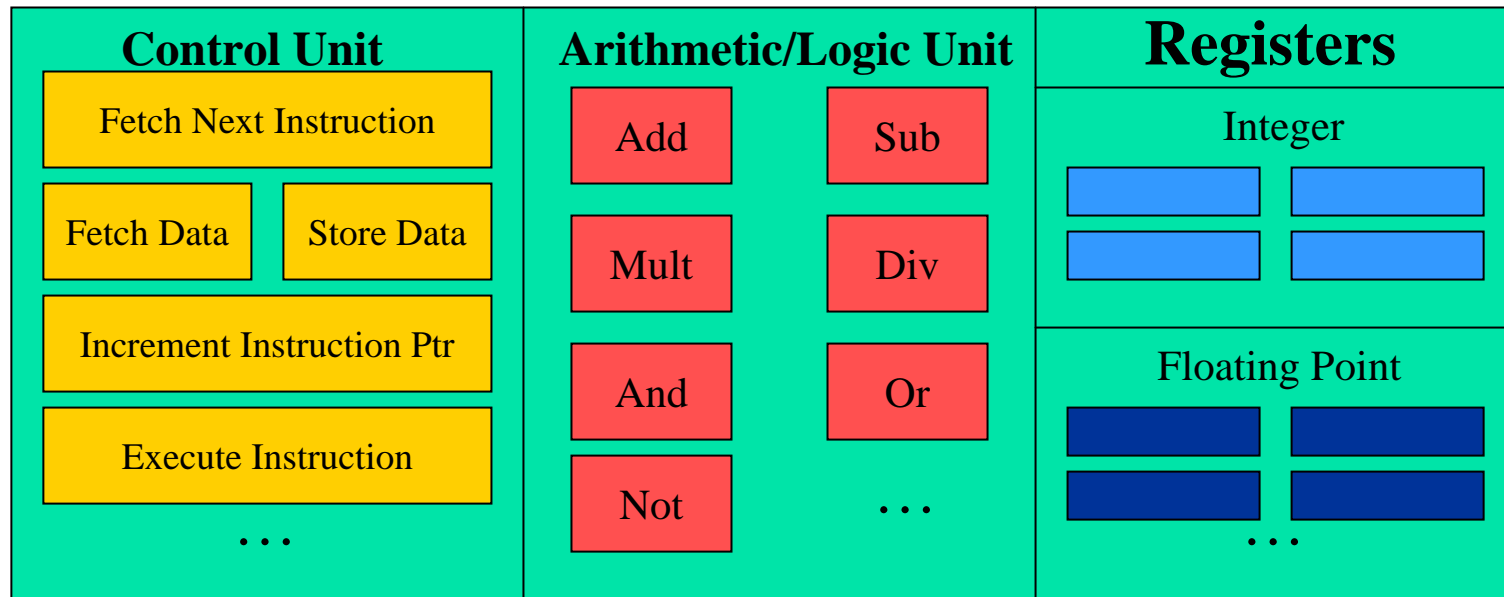 Control Unit
Fetch Next Instruction
Fetch Data
Store Data
Increment Instruction Ptr
Execute Instruction
…
Arithmetic/Logic Unit
Add
Sub
Mult
Div
And
Or
Not
…
Registers
Integer
Floating Point
…